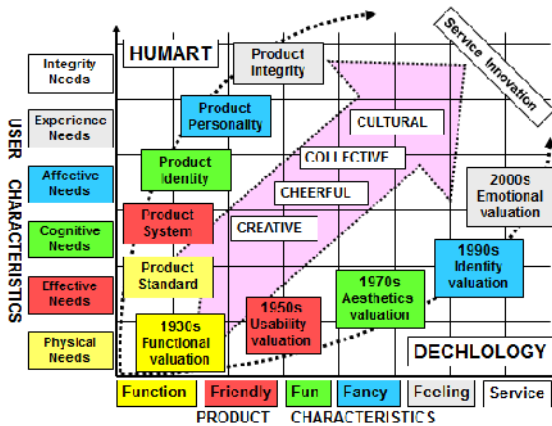 HUMART
Product
Integrity
Service Innovation
Integrity
Needs
Experience
Needs
Affective
Needs
Cognitive
Needs
Effective
Needs
Physical
Needs
USER CHARACTERISTICS
Product
Personality
Product
Identity
Product
System
Product
Standard
CULTURAL
COLLECTIVE
CHEERFUL
CREATIVE
1930s
Functional
valuation
1950s
Usability
valuation
1970s
Aesthetics
valuation
1990s
Identity
valuation
2000s
Emotional
valuation
DECHLOLOGY
Function
Friendly
Fun
Fancy
Feeling
Service
PRODUCT CHARACTERISTICS